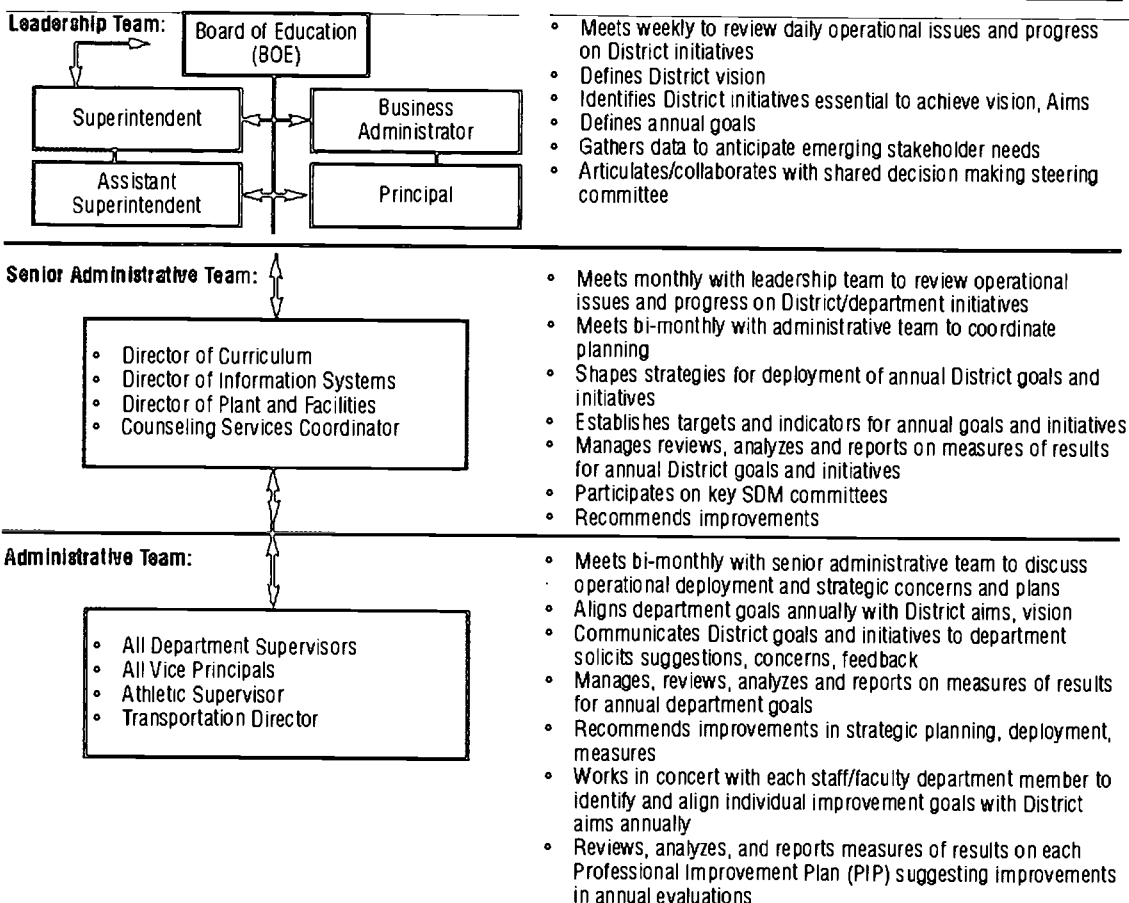 Leadership Team:
Board of Education
(BOE)
Superintendent
Business
Administrator
Assistant
Superintendent
Principal
° Meets weekly to review daily operational issues and progress
on District initiatives
° Defines District vision
° Identifies District initiatives essential to achieve vision, Aims
° Defines annual goals
° Gathers data to anticipate emerging stakeholder needs
° Articulates/collaborates with shared decision making steering
committee
Senior Administrative Team:
° Director of Curriculum
° Director of Information Systems
° Director of Plant and Facilities
° Counseling Services Coordinator
° Meets monthly with leadership team to review operational
issues and progress on District/department initiatives
° Meets bi-monthly with administrative team to coordinate
planning
° Shapes strategies for deployment of annual District goals and
initiatives
° Establishes targets and indicators for annual goals and initiatives
° Manages reviews, analyzes and reports on measures of results
for annual District goals and initiatives
° Participates on key SDM committees
° Recommends improvements
Administrative Team:
° All Department Supervisors
° All Vice Principals
° Athletic Supervisor
° Transportation Director
° Meets bi-monthly with senior administrative team to discuss
operational deployment and strategic concerns and plans
° Aligns department goals annually with District aims, vision
° Communicates District goals and initiatives to department
solicits suggestions, concerns, feedback
° Manages, reviews, analyzes and reports on measures of results
for annual department goals
° Recommends improvements in strategic planning, deployment,
measures
° Works in concert with each staff/faculty department member to
identify and align individual improvement goals with District
aims annually
° Reviews, analyzes, and reports measures of results on each
Professional Improvement Plan (PIP) suggesting improvements
in annual evaluations